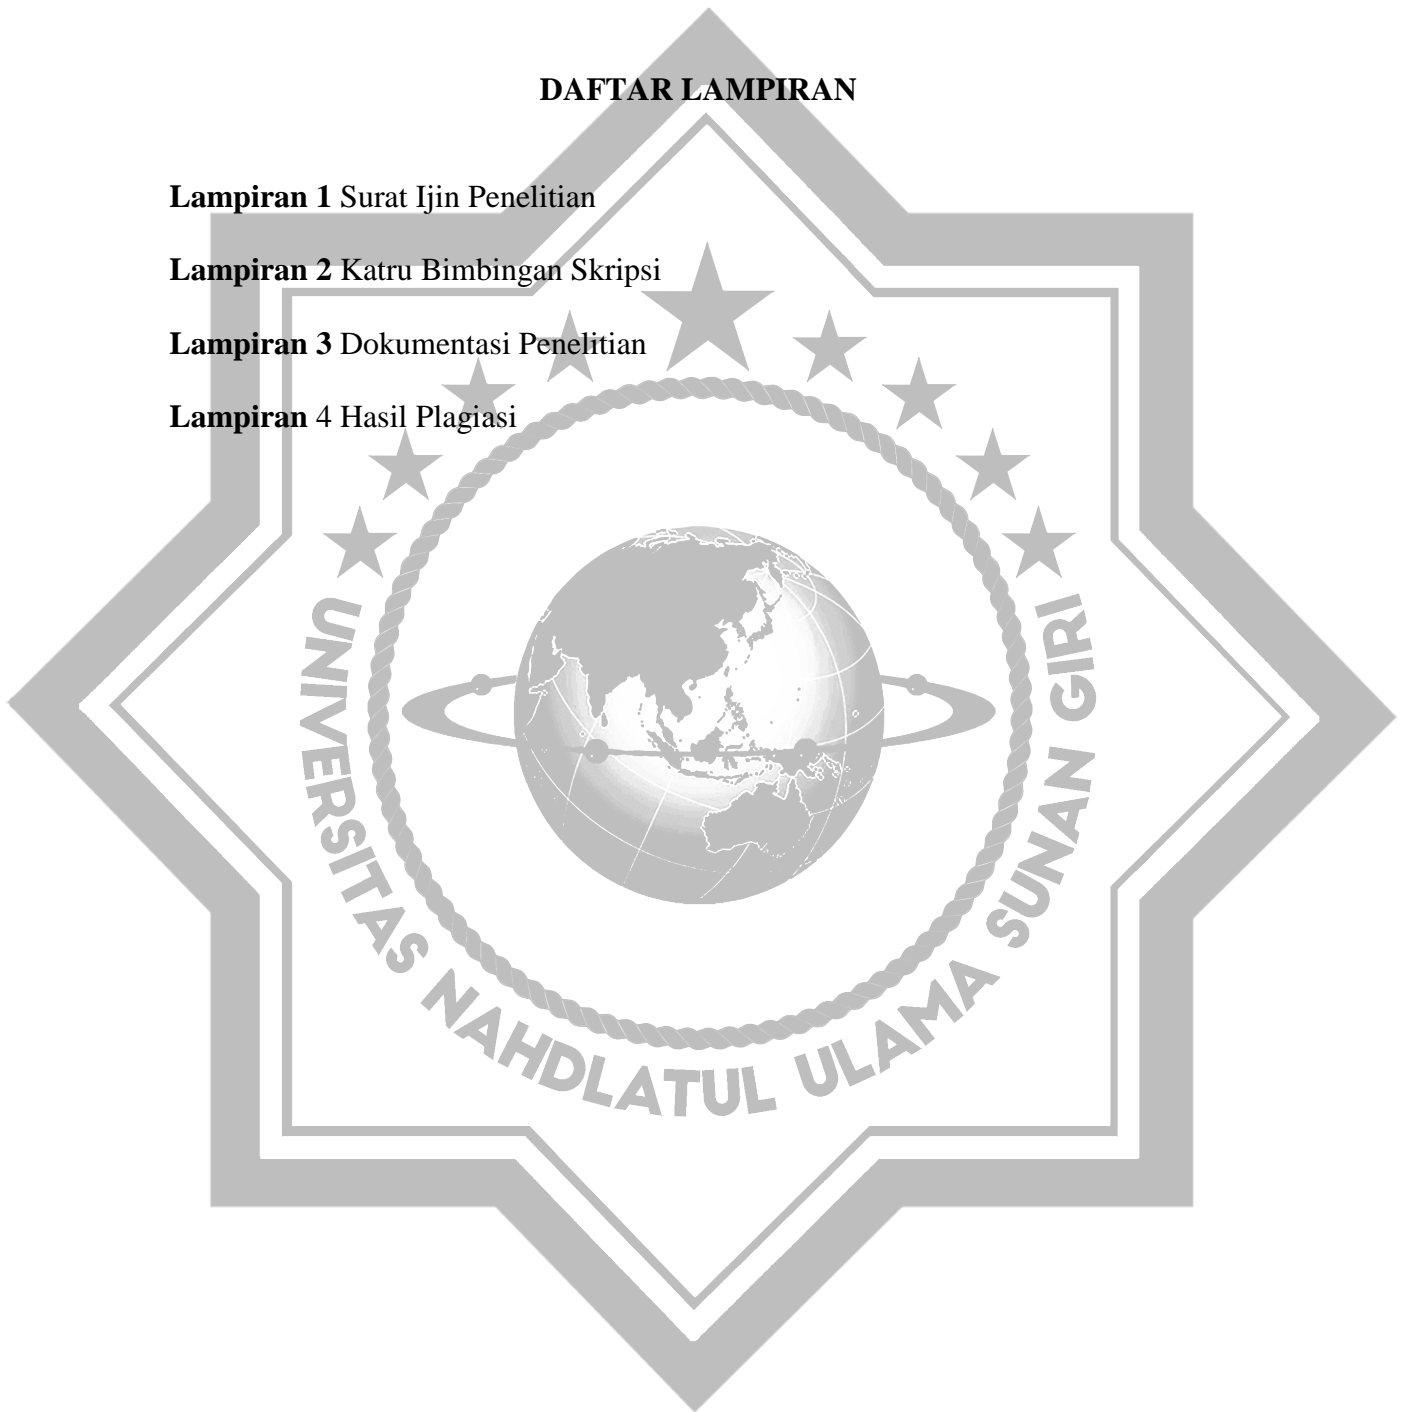 DAFTAR LAMPIRAN
Lampiran 1 Surat Ijin Penelitian
Lampiran 2 Katru Bimbingan Skripsi
Lampiran 3 Dokumentasi Penelitian
Lampiran 4 Hasil Plagiasi
UNIVERSITAS NAHDLATUL ULAMA SUNAN GIRI